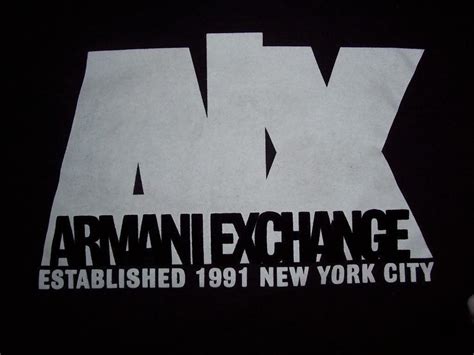 A|X
ARMANI EXCHANGE
ESTABLISHED 1991 NEW YORK CITY